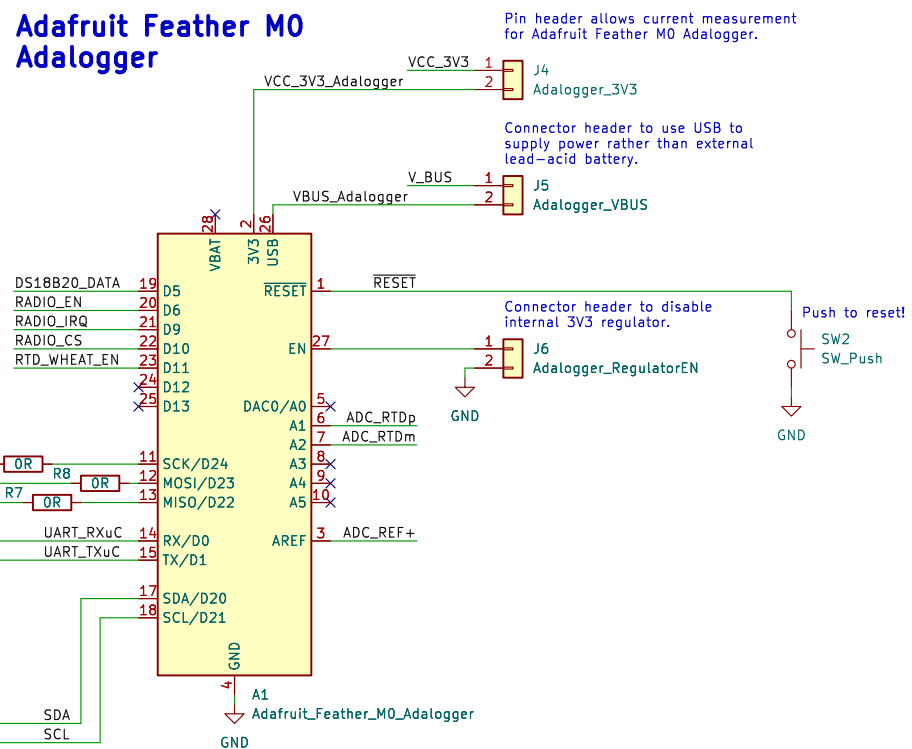 Adafruit Feather M0
Adalogger
Pin header allows current measurement
for Adafruit Feather M0 Adalogger.
VCC_3V3
1
J4
VCC_3V3_Adalogger
2
Adalogger_3V3
Connector header to use USB to
supply power rather than external
lead-acid battery.
V_BUS
1
J5
VBUS_Adalogger
2
Adalogger_VBUS
28
2
26
VBAT
3V3
USB
DS18B20_DATA
19
D5
RESET
1
RESET
RADIO_EN
20
D6
RADIO_IRQ
21
D9
RADIO_CS
22
D10
RTD_WHEAT_EN
23
D11
24
D12
25
D13
Connector header to disable
internal 3V3 regulator.
EN
27
1
J6
2
Adalogger_RegulatorEN
GND
Push to reset!
SW2
SW_Push
GND
DAC0/A0
5
A1
6
ADC_RTDp
A2
7
ADC_RTDm
A3
8
A4
9
A5
10
0R
11
SCK/D24
R8
0R
12
MOSI/D23
R7
0R
13
MISO/D22
UART_RXuC
14
RX/D0
AREF
3
ADC_REF+
UART_TXuC
15
TX/D1
17
SDA/D20
18
SCL/D21
GND
4
A1
Adafruit_Feather_M0_Adalogger
SDA
SCL
GND